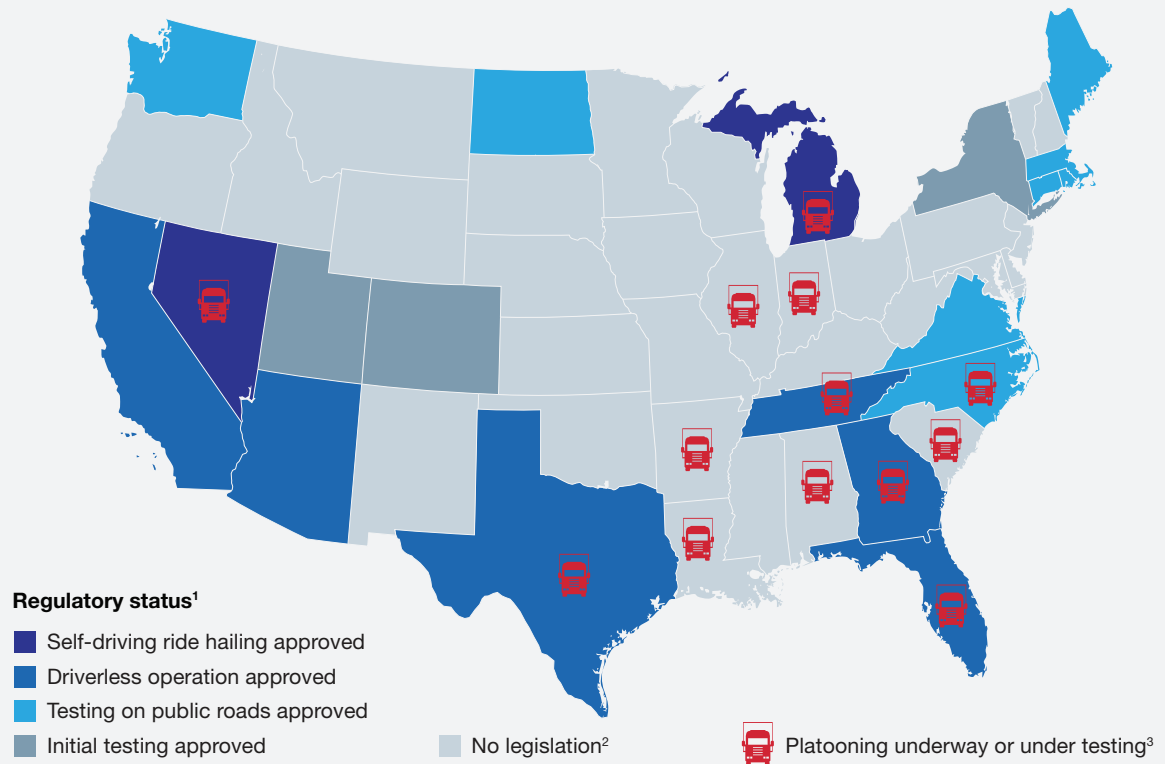 Regulatory status¹
Self-driving ride hailing approved
Driverless operation approved
Testing on public roads approved
Initial testing approved
No legislation²
Platooning underway or under testing³